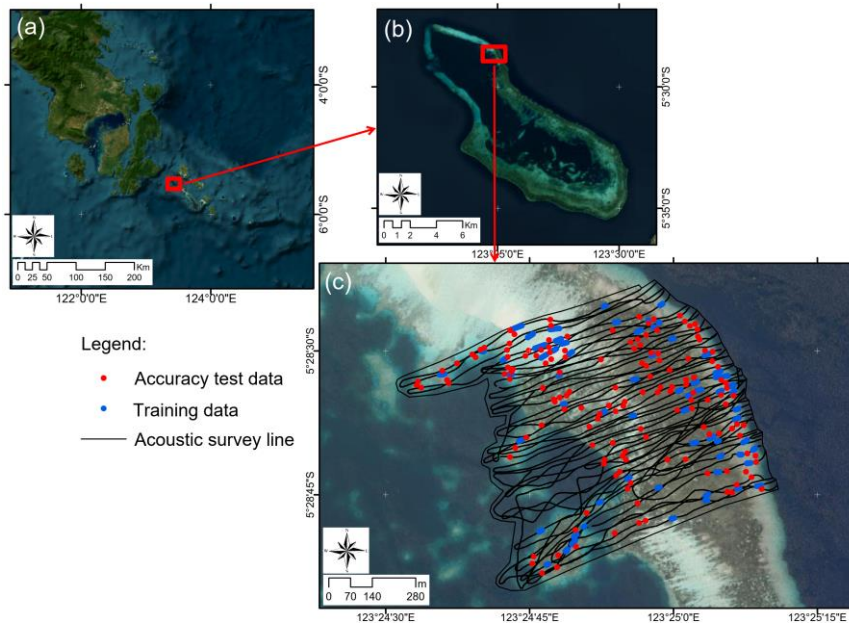 (a)
4°0'0"S
6°0'0"S
0 25 50 100 150 200
Km
122°0'0"E
124°0'0"E
(b)
5°30'0"S
5°35'0"S
0 1 2 4 6
Km
123°30'0"E
Legend:
Accuracy test data
Training data
Acoustic survey line
(c)
5°28'30"S
5°28'45"S
0 70 140 280
m
123°24'30"E
123°24'45"E
123°25'0"E
123°25'15"E